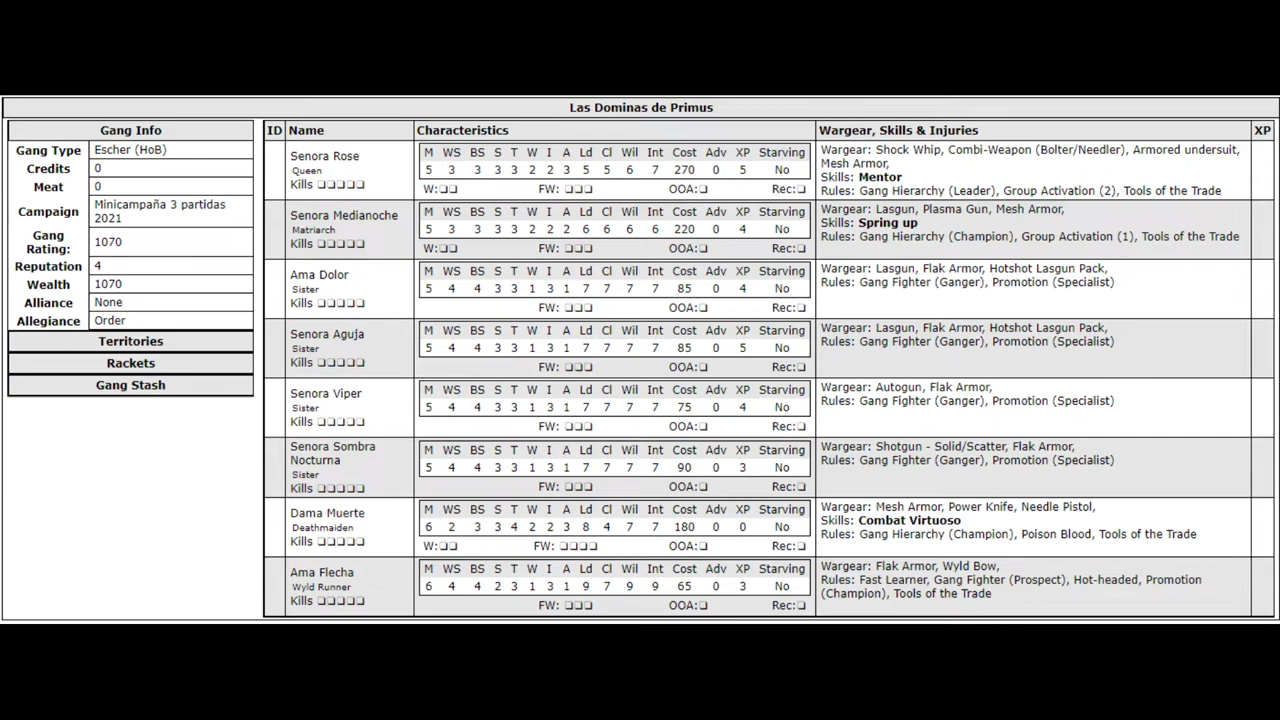 Las Dominas de Primus
Gang Info
Gang Type Escher (HoB)
Credits 0
Meat 0
Campaign Minicampaña 3 partidas
2021
Gang
Rating: 1070
Reputation 4
Wealth 1070
Alliance None
Allegiance Order
Territories
Rackets
Gang Stash
ID Name Characteristics Wargear, Skills & Injuries XP
Senora Rose
Queen
Kills ❏❏❏❏❏
M WS BS S T W I A Ld Cl Wil Int Cost Adv XP Starving
5 3 3 3 3 2 2 3 5 5 6 7 270 0 5 No
W:❏❏ FW: ❏❏❏ OOA:❏ Rec:❏
Wargear: Shock Whip, Combi-Weapon (Bolter/Needler), Armored undersuit,
Mesh Armor,
Skills: Mentor
Rules: Gang Hierarchy (Leader), Group Activation (2), Tools of the Trade
Senora Medianoche
Matriarch
Kills ❏❏❏❏❏
M WS BS S T W I A Ld Cl Wil Int Cost Adv XP Starving
5 3 3 3 3 2 2 2 6 6 6 6 220 0 4 No
W:❏❏ FW: ❏❏❏ OOA:❏ Rec:❏
Wargear: Lasgun, Plasma Gun, Mesh Armor,
Skills: Spring up
Rules: Gang Hierarchy (Champion), Group Activation (1), Tools of the Trade
Ama Dolor
Sister
Kills ❏❏❏❏❏
M WS BS S T W I A Ld Cl Wil Int Cost Adv XP Starving
5 4 4 3 3 1 3 1 7 7 7 7 85 0 4 No
FW: ❏❏❏ OOA:❏ Rec:❏
Wargear: Lasgun, Flak Armor, Hotshot Lasgun Pack,
Rules: Gang Fighter (Ganger), Promotion (Specialist)
Senora Aguja
Sister
Kills ❏❏❏❏❏
M WS BS S T W I A Ld Cl Wil Int Cost Adv XP Starving
5 4 4 3 3 1 3 1 7 7 7 7 85 0 5 No
FW: ❏❏❏ OOA:❏ Rec:❏
Wargear: Lasgun, Flak Armor, Hotshot Lasgun Pack,
Rules: Gang Fighter (Ganger), Promotion (Specialist)
Senora Viper
Sister
Kills ❏❏❏❏❏
M WS BS S T W I A Ld Cl Wil Int Cost Adv XP Starving
5 4 4 3 3 1 3 1 7 7 7 7 75 0 4 No
FW: ❏❏❏ OOA:❏ Rec:❏
Wargear: Autogun, Flak Armor,
Rules: Gang Fighter (Ganger), Promotion (Specialist)
Senora Sombra
Nocturna
Sister
Kills ❏❏❏❏❏
M WS BS S T W I A Ld Cl Wil Int Cost Adv XP Starving
5 4 4 3 3 1 3 1 7 7 7 7 90 0 3 No
FW: ❏❏❏ OOA:❏ Rec:❏
Wargear: Shotgun - Solid/Scatter, Flak Armor,
Rules: Gang Fighter (Ganger), Promotion (Specialist)
Dama Muerte
Deathmaiden
Kills ❏❏❏❏❏
M WS BS S T W I A Ld Cl Wil Int Cost Adv XP Starving
6 2 3 3 4 2 2 3 8 4 7 7 180 0 0 No
W:❏❏ FW: ❏❏❏❏ OOA:❏ Rec:❏
Wargear: Mesh Armor, Power Knife, Needle Pistol,
Skills: Combat Virtuoso
Rules: Gang Hierarchy (Champion), Poison Blood, Tools of the Trade
Ama Flecha
Wyld Runner
Kills ❏❏❏❏❏
M WS BS S T W I A Ld Cl Wil Int Cost Adv XP Starving
6 4 4 2 3 1 3 1 9 7 9 9 65 0 3 No
FW: ❏❏❏ OOA:❏ Rec:❏
Wargear: Flak Armor, Wyld Bow,
Rules: Fast Learner, Gang Fighter (Prospect), Hot-headed, Promotion
(Champion), Tools of the Trade